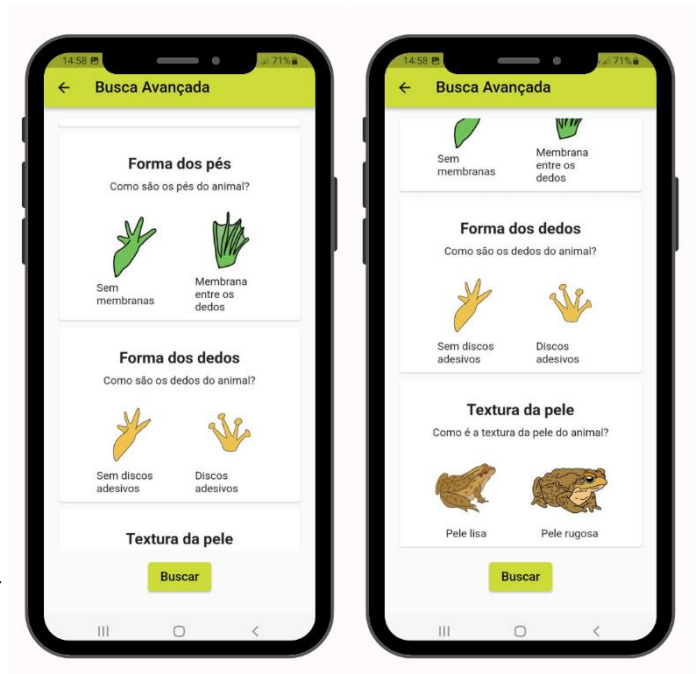 14:58
71%
Busca Avançada
Forma dos pés
Como são os pés do animal?
Sem
membranas
Membrana
entre os
dedos
Forma dos dedos
Como são os dedos do animal?
Sem discos
adesivos
Discos
adesivos
Textura da pele
Buscar
14:58
71%
Busca Avançada
Sem
membranas
Membrana
entre os
dedos
Forma dos dedos
Como são os dedos do animal?
Sem discos
adesivos
Discos
adesivos
Textura da pele
Como é a textura da pele do animal?
Pele lisa
Pele rugosa
Buscar